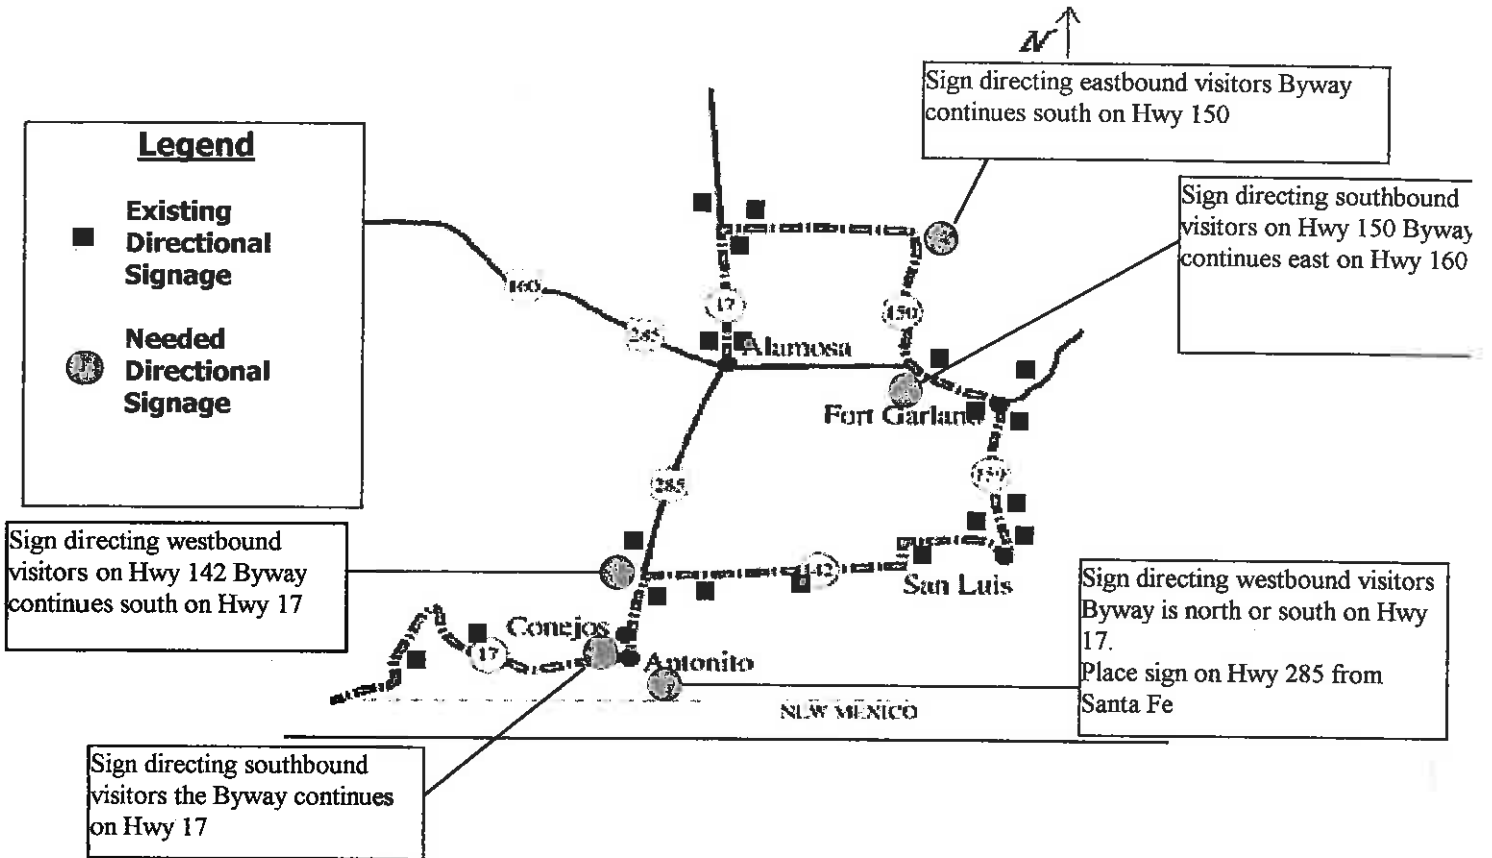 N
Sign directing eastbound visitors Byway
continues south on Hwy 150
Legend
Existing
Directional
Signage
Needed
Directional
Signage
Sign directing southbound
visitors on Hwy 150 Byway
continues east on Hwy 160
160
285
17
150
Alamosa
Fort Garland
285
159
142
San Luis
Sign directing westbound
visitors on Hwy 142 Byway
continues south on Hwy 17
Conejos
17
Antonito
NEW MEXICO
Sign directing westbound visitors
Byway is north or south on Hwy
17.
Place sign on Hwy 285 from
Santa Fe
Sign directing southbound
visitors the Byway continues
on Hwy 17